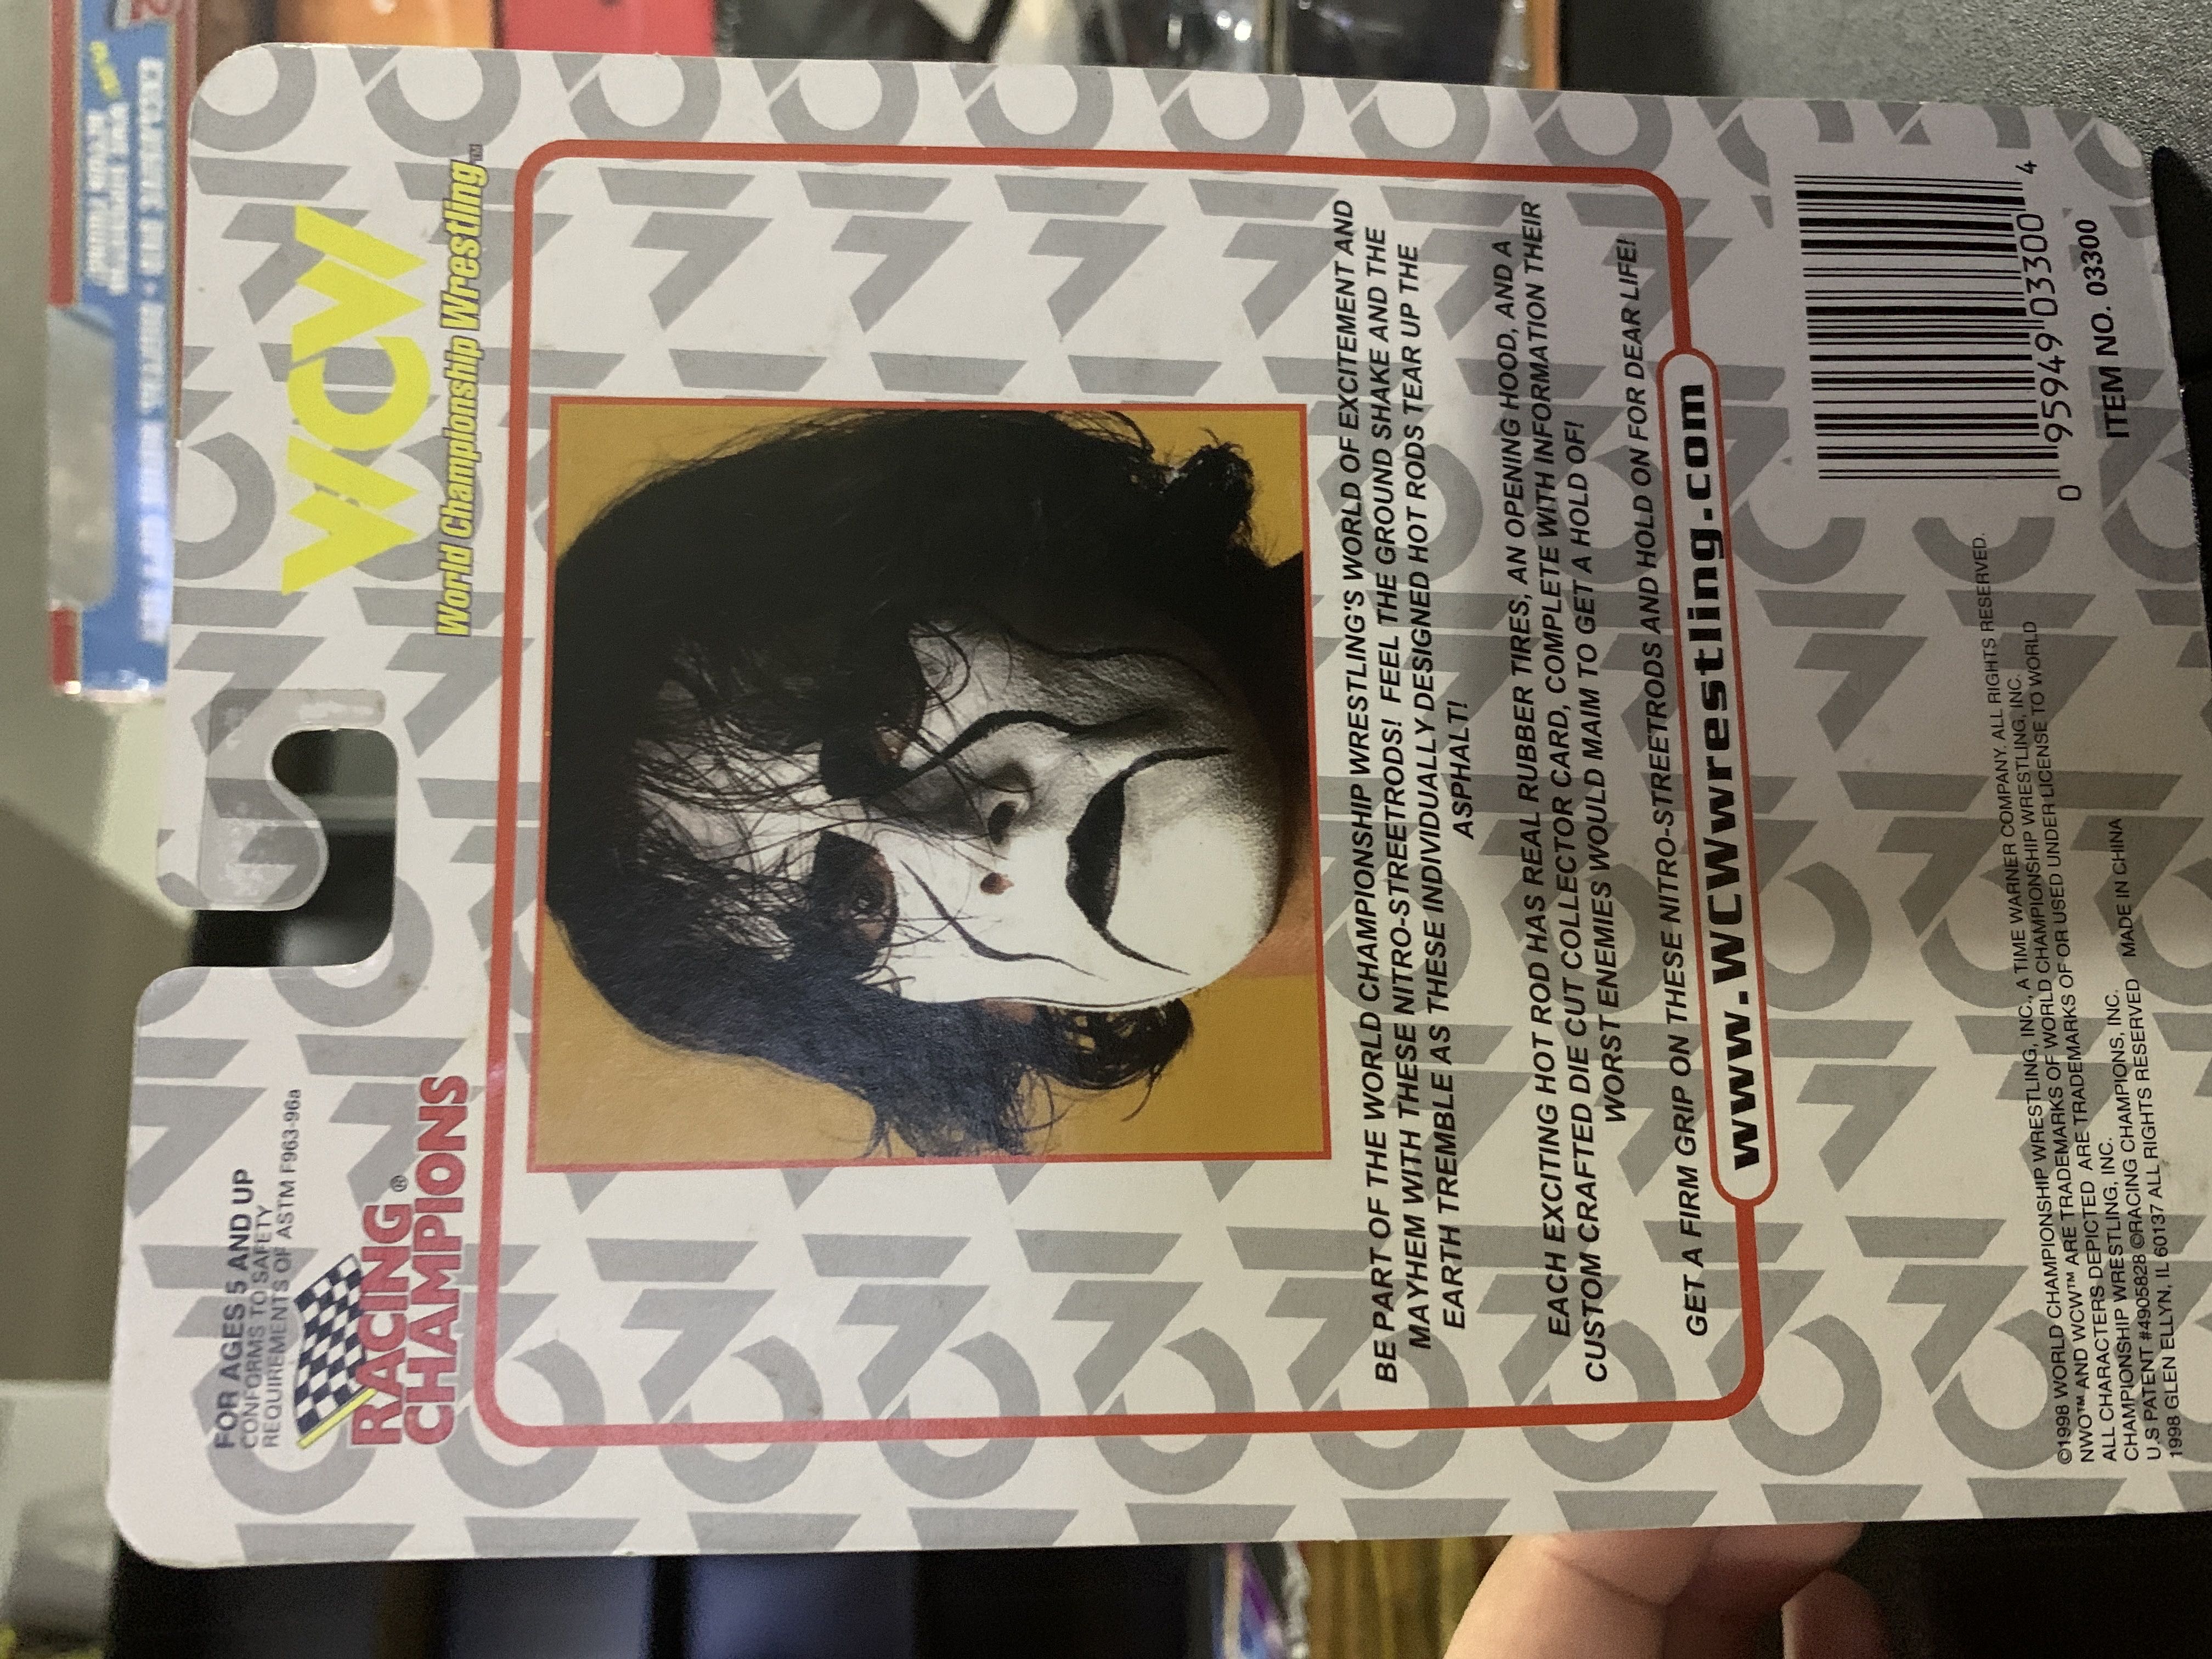 FOR AGES 5 AND UP
CONFORMS TO SAFETY
REQUIREMENTS OF ASTM F963-96a
RACING ®
CHAMPIONS
WCW
World Championship Wrestling™
BE PART OF THE WORLD CHAMPIONSHIP WRESTLING'S WORLD OF EXCITEMENT AND
MAYHEM WITH THESE NITRO-STREETRODS! FEEL THE GROUND SHAKE AND THE
EARTH TREMBLE AS THESE INDIVIDUALLY DESIGNED HOT RODS TEAR UP THE
ASPHALT!
EACH EXCITING HOT ROD HAS REAL RUBBER TIRES, AN OPENING HOOD, AND A
CUSTOM CRAFTED DIE CUT COLLECTOR CARD, COMPLETE WITH INFORMATION THEIR
WORST ENEMIES WOULD MAIM TO GET A HOLD OF!
GET A FIRM GRIP ON THESE NITRO-STREETRODS AND HOLD ON FOR DEAR LIFE!
www.WCWwrestling.com
©1998 WORLD CHAMPIONSHIP WRESTLING, INC., A TIME WARNER COMPANY. ALL RIGHTS RESERVED.
NWO™ AND WCW™ ARE TRADEMARKS OF WORLD CHAMPIONSHIP WRESTLING, INC.
ALL CHARACTERS DEPICTED ARE TRADEMARKS OF OR USED UNDER LICENSE TO WORLD
CHAMPIONSHIP WRESTLING, INC.
U.S PATENT #4905828 ©RACING CHAMPIONS, INC.
1998 GLEN ELLYN, IL 60137 ALL RIGHTS RESERVED MADE IN CHINA
0 95949 03300 4
ITEM NO. 03300